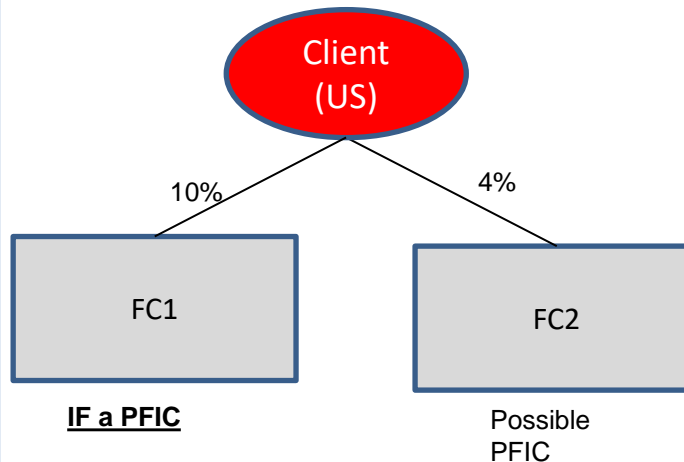 Client
(US)
10%
4%
FC1
FC2
IF a PFIC
Possible
PFIC